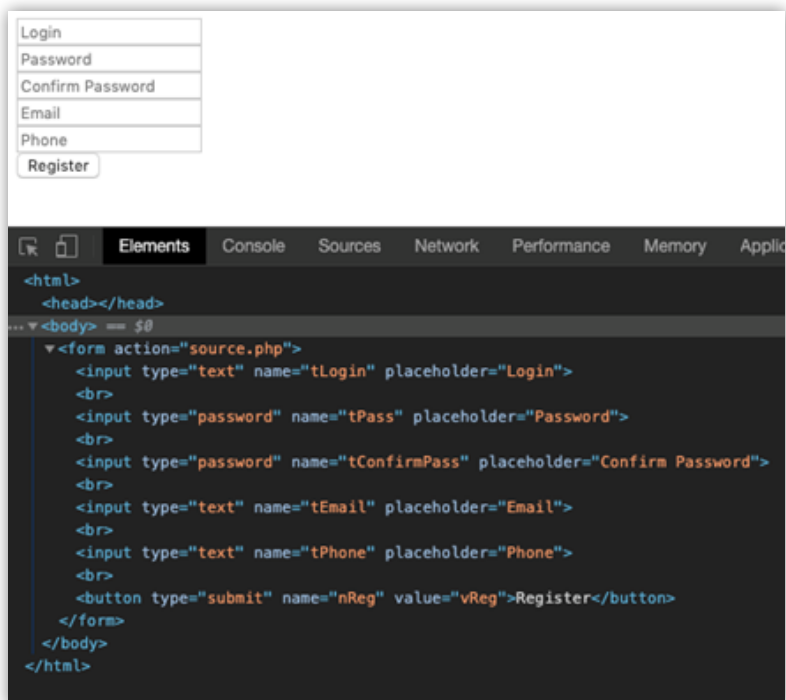 Login
Password
Confirm Password
Email
Phone
Register
Elements Console Sources Network Performance Memory Applic
<html>
<head></head>
... ▼<body> == $0
▼<form action="source.php">
<input type="text" name="tLogin" placeholder="Login">
<br>
<input type="password" name="tPass" placeholder="Password">
<br>
<input type="password" name="tConfirmPass" placeholder="Confirm Password">
<br>
<input type="text" name="tEmail" placeholder="Email">
<br>
<input type="text" name="tPhone" placeholder="Phone">
<br>
<button type="submit" name="nReg" value="vReg">Register</button>
</form>
</body>
</html>